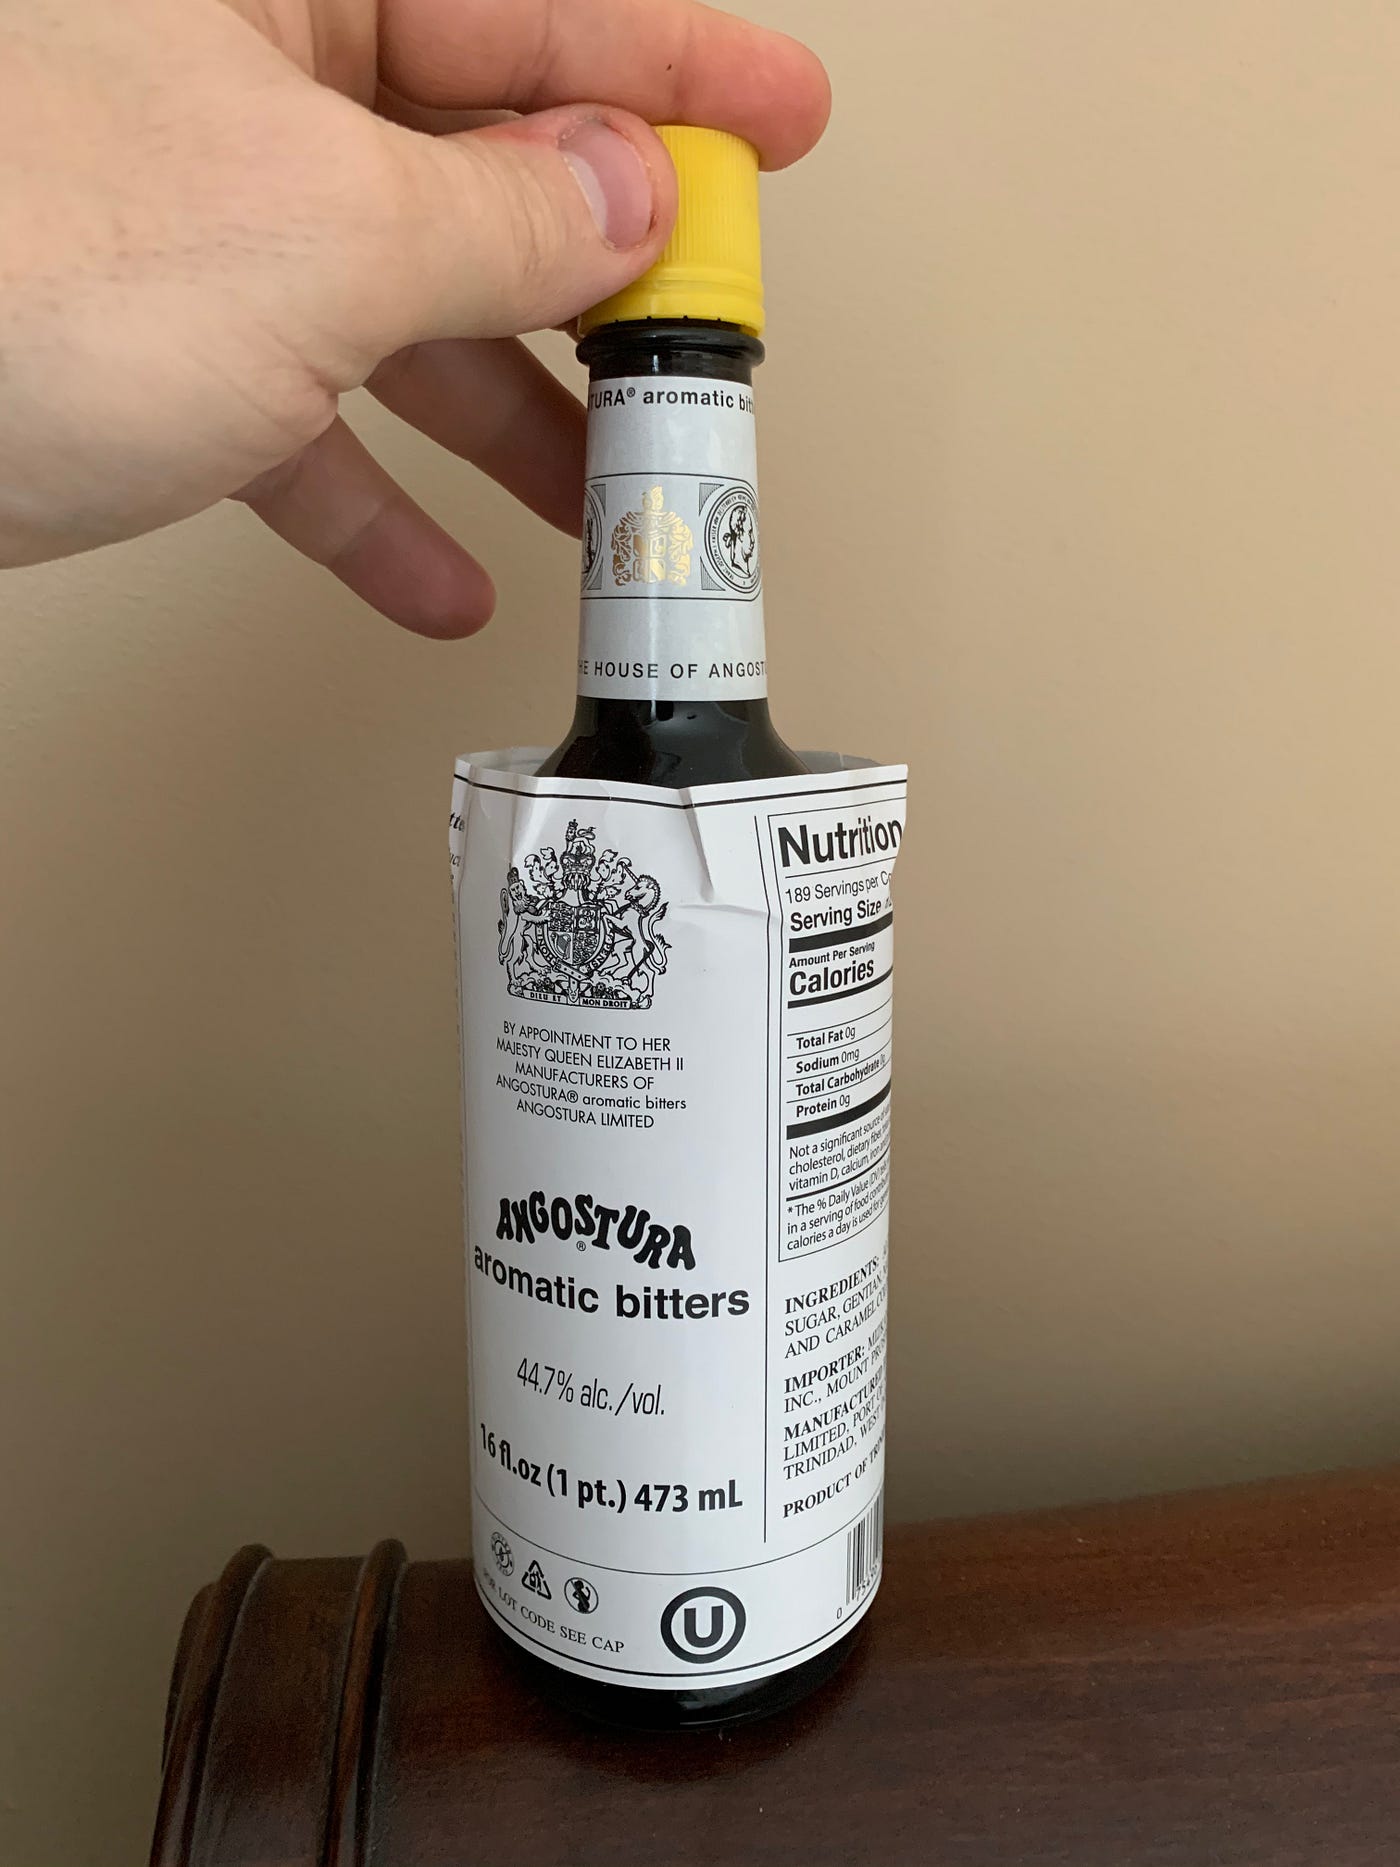 aromatic
HOUSE OF
DIEU ET MON DROIT
BY APPOINTMENT TO HER
MAJESTY QUEEN ELIZABETH II
MANUFACTURERS OF
ANGOSTURA® aromatic bitters
ANGOSTURA LIMITED
ANGOSTURA
®
aromatic bitters
44.7% alc./vol.
16 fl.oz (1 pt.) 473 mL
FOR LOT CODE SEE CAP
U
Nutrition
189 Servings per
Serving Size
Amount Per Serving
Calories
Total Fat 0g
Sodium 0mg
Total Carbohydrate
Protein 0g
Not a significant source of
cholesterol, dietary fiber,
vitamin D, calcium, iron
* The % Daily Value (DV)
in a serving of food
calories a day is used for
INGREDIENTS:
SUGAR, GENTIAN,
AND CARAMEL
IMPORTER:
INC., MOUNT
MANUFACTURED
LIMITED, PORT OF
TRINIDAD, WEST
PRODUCT OF
0